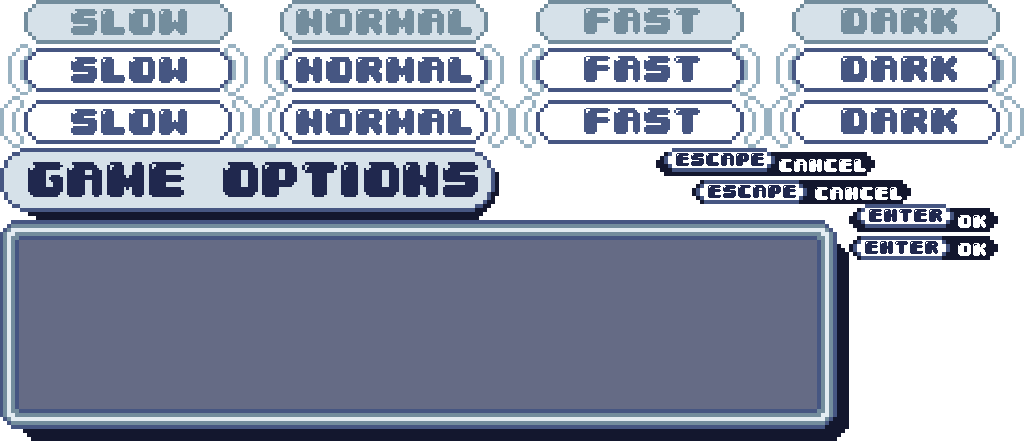 SLOW NORMAL FAST DARK
SLOW NORMAL FAST DARK
SLOW NORMAL FAST DARK
GAME OPTIONS
ESCAPE CANCEL
ESCAPE CANCEL
ENTER OK
ENTER OK